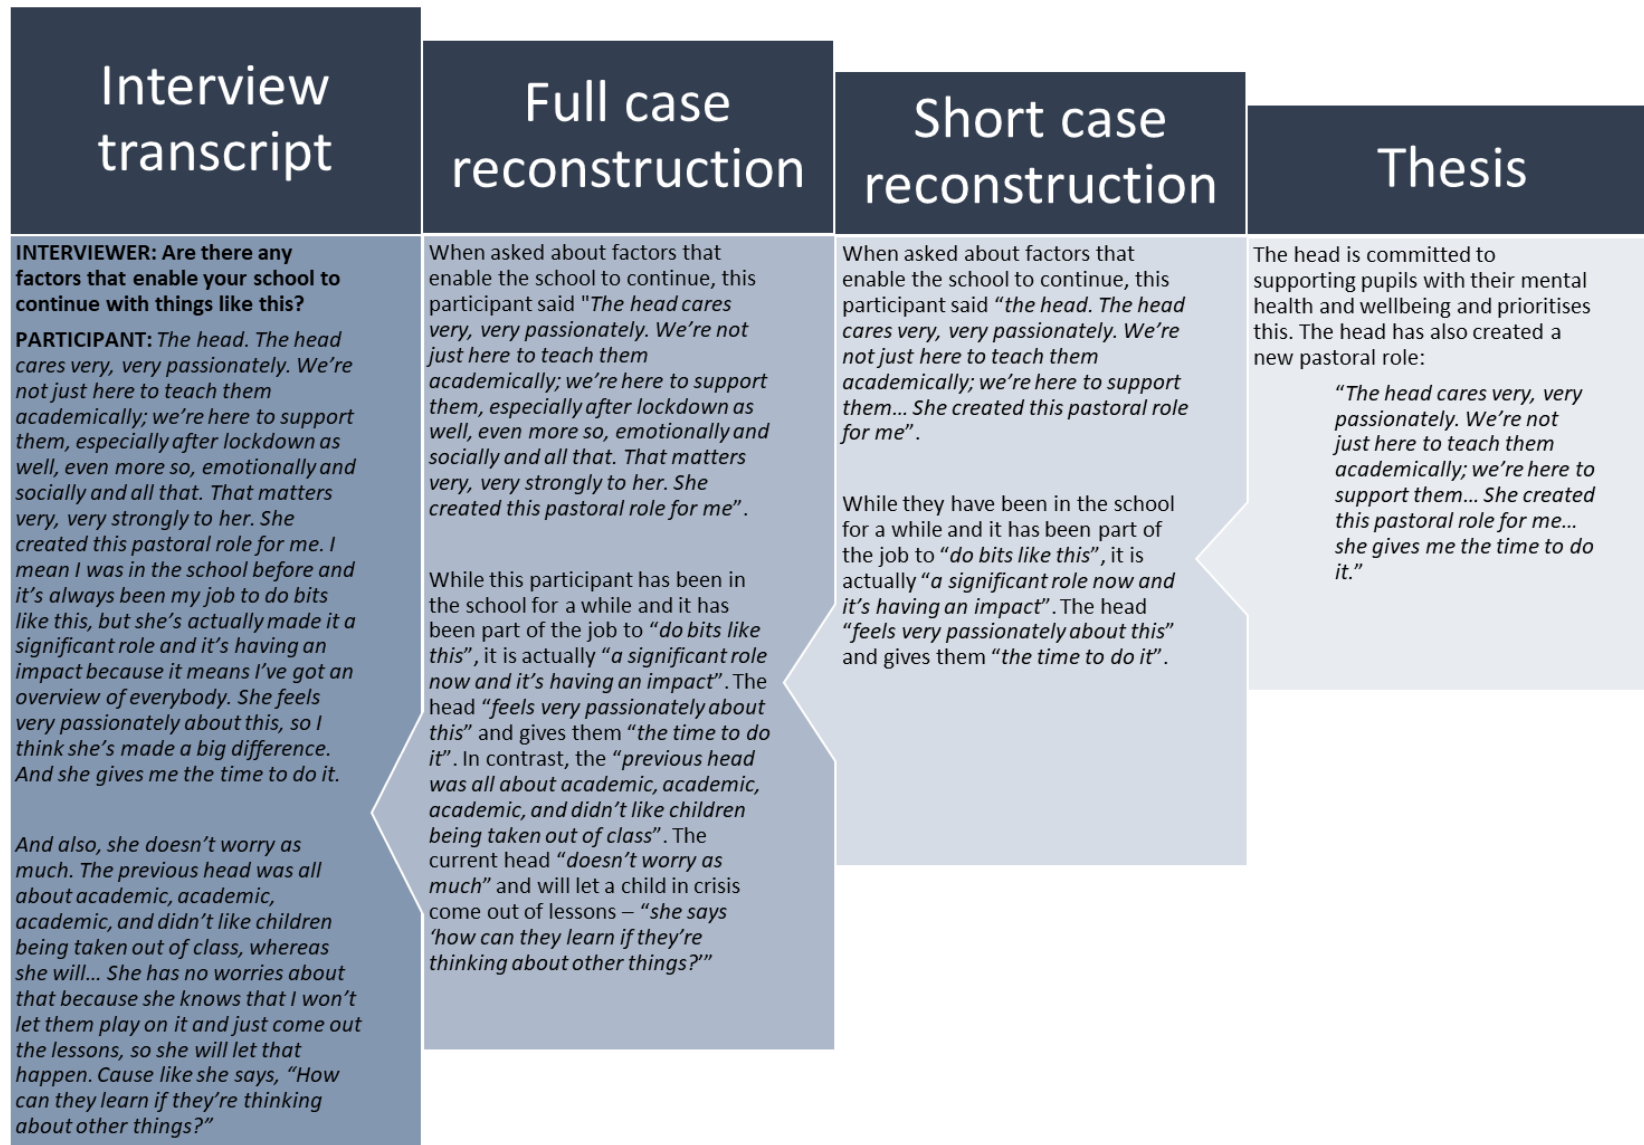 Interview
transcript
INTERVIEWER: Are there any
factors that enable your school to
continue with things like this?
PARTICIPANT: The head. The head
cares very, very passionately. We’re
not just here to teach them
academically; we’re here to support
them, especially after lockdown as
well, even more so, emotionally and
socially and all that. That matters
very, very strongly to her. She
created this pastoral role for me. I
mean I was in the school before and
it’s always been my job to do bits
like this, but she’s actually made it a
significant role and it’s having an
impact because it means I’ve got an
overview of everybody. She feels
very passionately about this, so I
think she’s made a big difference.
And she gives me the time to do it.
And also, she doesn’t worry as
much. The previous head was all
about academic, academic,
academic, and didn’t like children
being taken out of class, whereas
she will… She has no worries about
that because she knows that I won’t
let them play on it and just come out
the lessons, so she will let that
happen. Cause like she says, “How
can they learn if they’re thinking
about other things?”
Full case
reconstruction
When asked about factors that
enable the school to continue, this
participant said "The head cares
very, very passionately. We’re not
just here to teach them
academically; we’re here to support
them, especially after lockdown as
well, even more so, emotionally and
socially and all that. That matters
very, very strongly to her. She
created this pastoral role for me”.
While this participant has been in
the school for a while and it has
been part of the job to “do bits like
this”, it is actually “a significant role
now and it’s having an impact”. The
head “feels very passionately about
this” and gives them “the time to do
it”. In contrast, the “previous head
was all about academic, academic,
academic, and didn’t like children
being taken out of class”. The
current head “doesn’t worry as
much” and will let a child in crisis
come out of lessons – “she says
‘how can they learn if they’re
thinking about other things?’”
Short case
reconstruction
When asked about factors that
enable the school to continue, this
participant said “the head. The head
cares very, very passionately. We’re
not just here to teach them
academically; we’re here to support
them… She created this pastoral role
for me”.
While they have been in the school
for a while and it has been part of
the job to “do bits like this”, it is
actually “a significant role now and
it’s having an impact”. The head
“feels very passionately about this”
and gives them “the time to do it”.
Thesis
The head is committed to
supporting pupils with their mental
health and wellbeing and prioritises
this. The head has also created a
new pastoral role:
“The head cares very, very
passionately. We’re not
just here to teach them
academically; we’re here to
support them… She created
this pastoral role for me…
she gives me the time to do
it.”